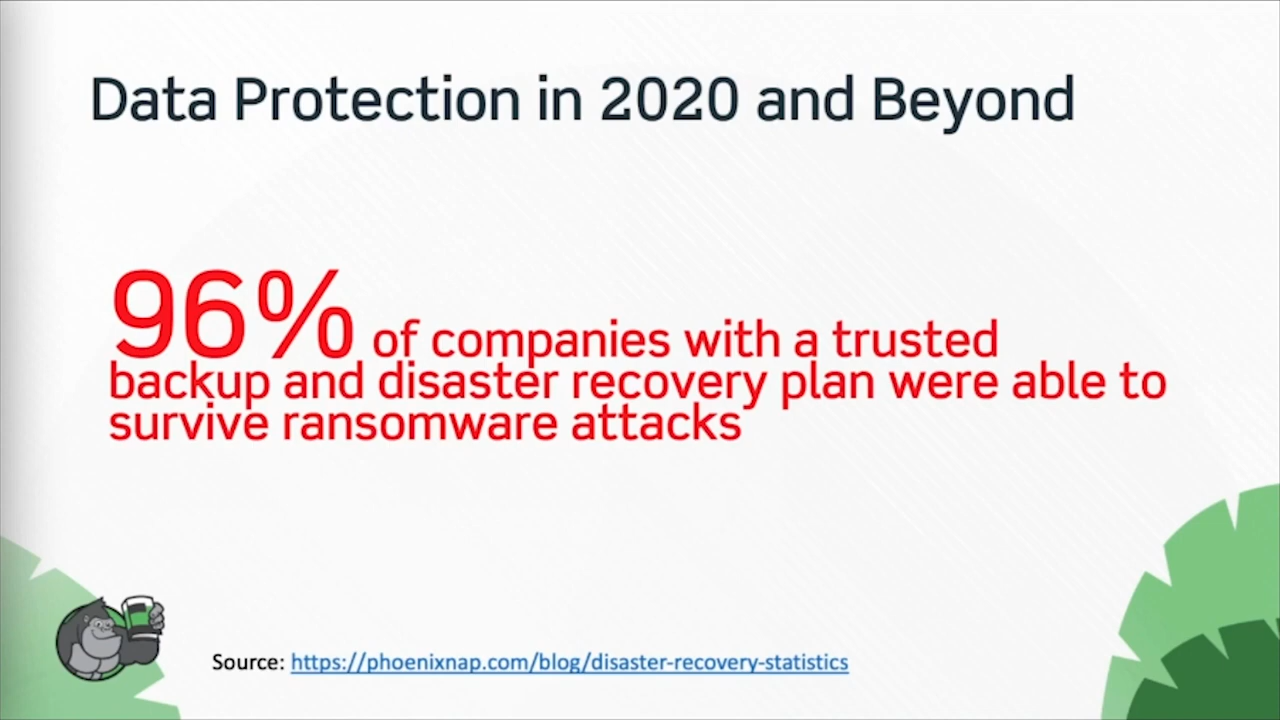 Data Protection in 2020 and Beyond
96% of companies with a trusted
backup and disaster recovery plan were able to
survive ransomware attacks
Source: https://phoenixnap.com/blog/disaster-recovery-statistics